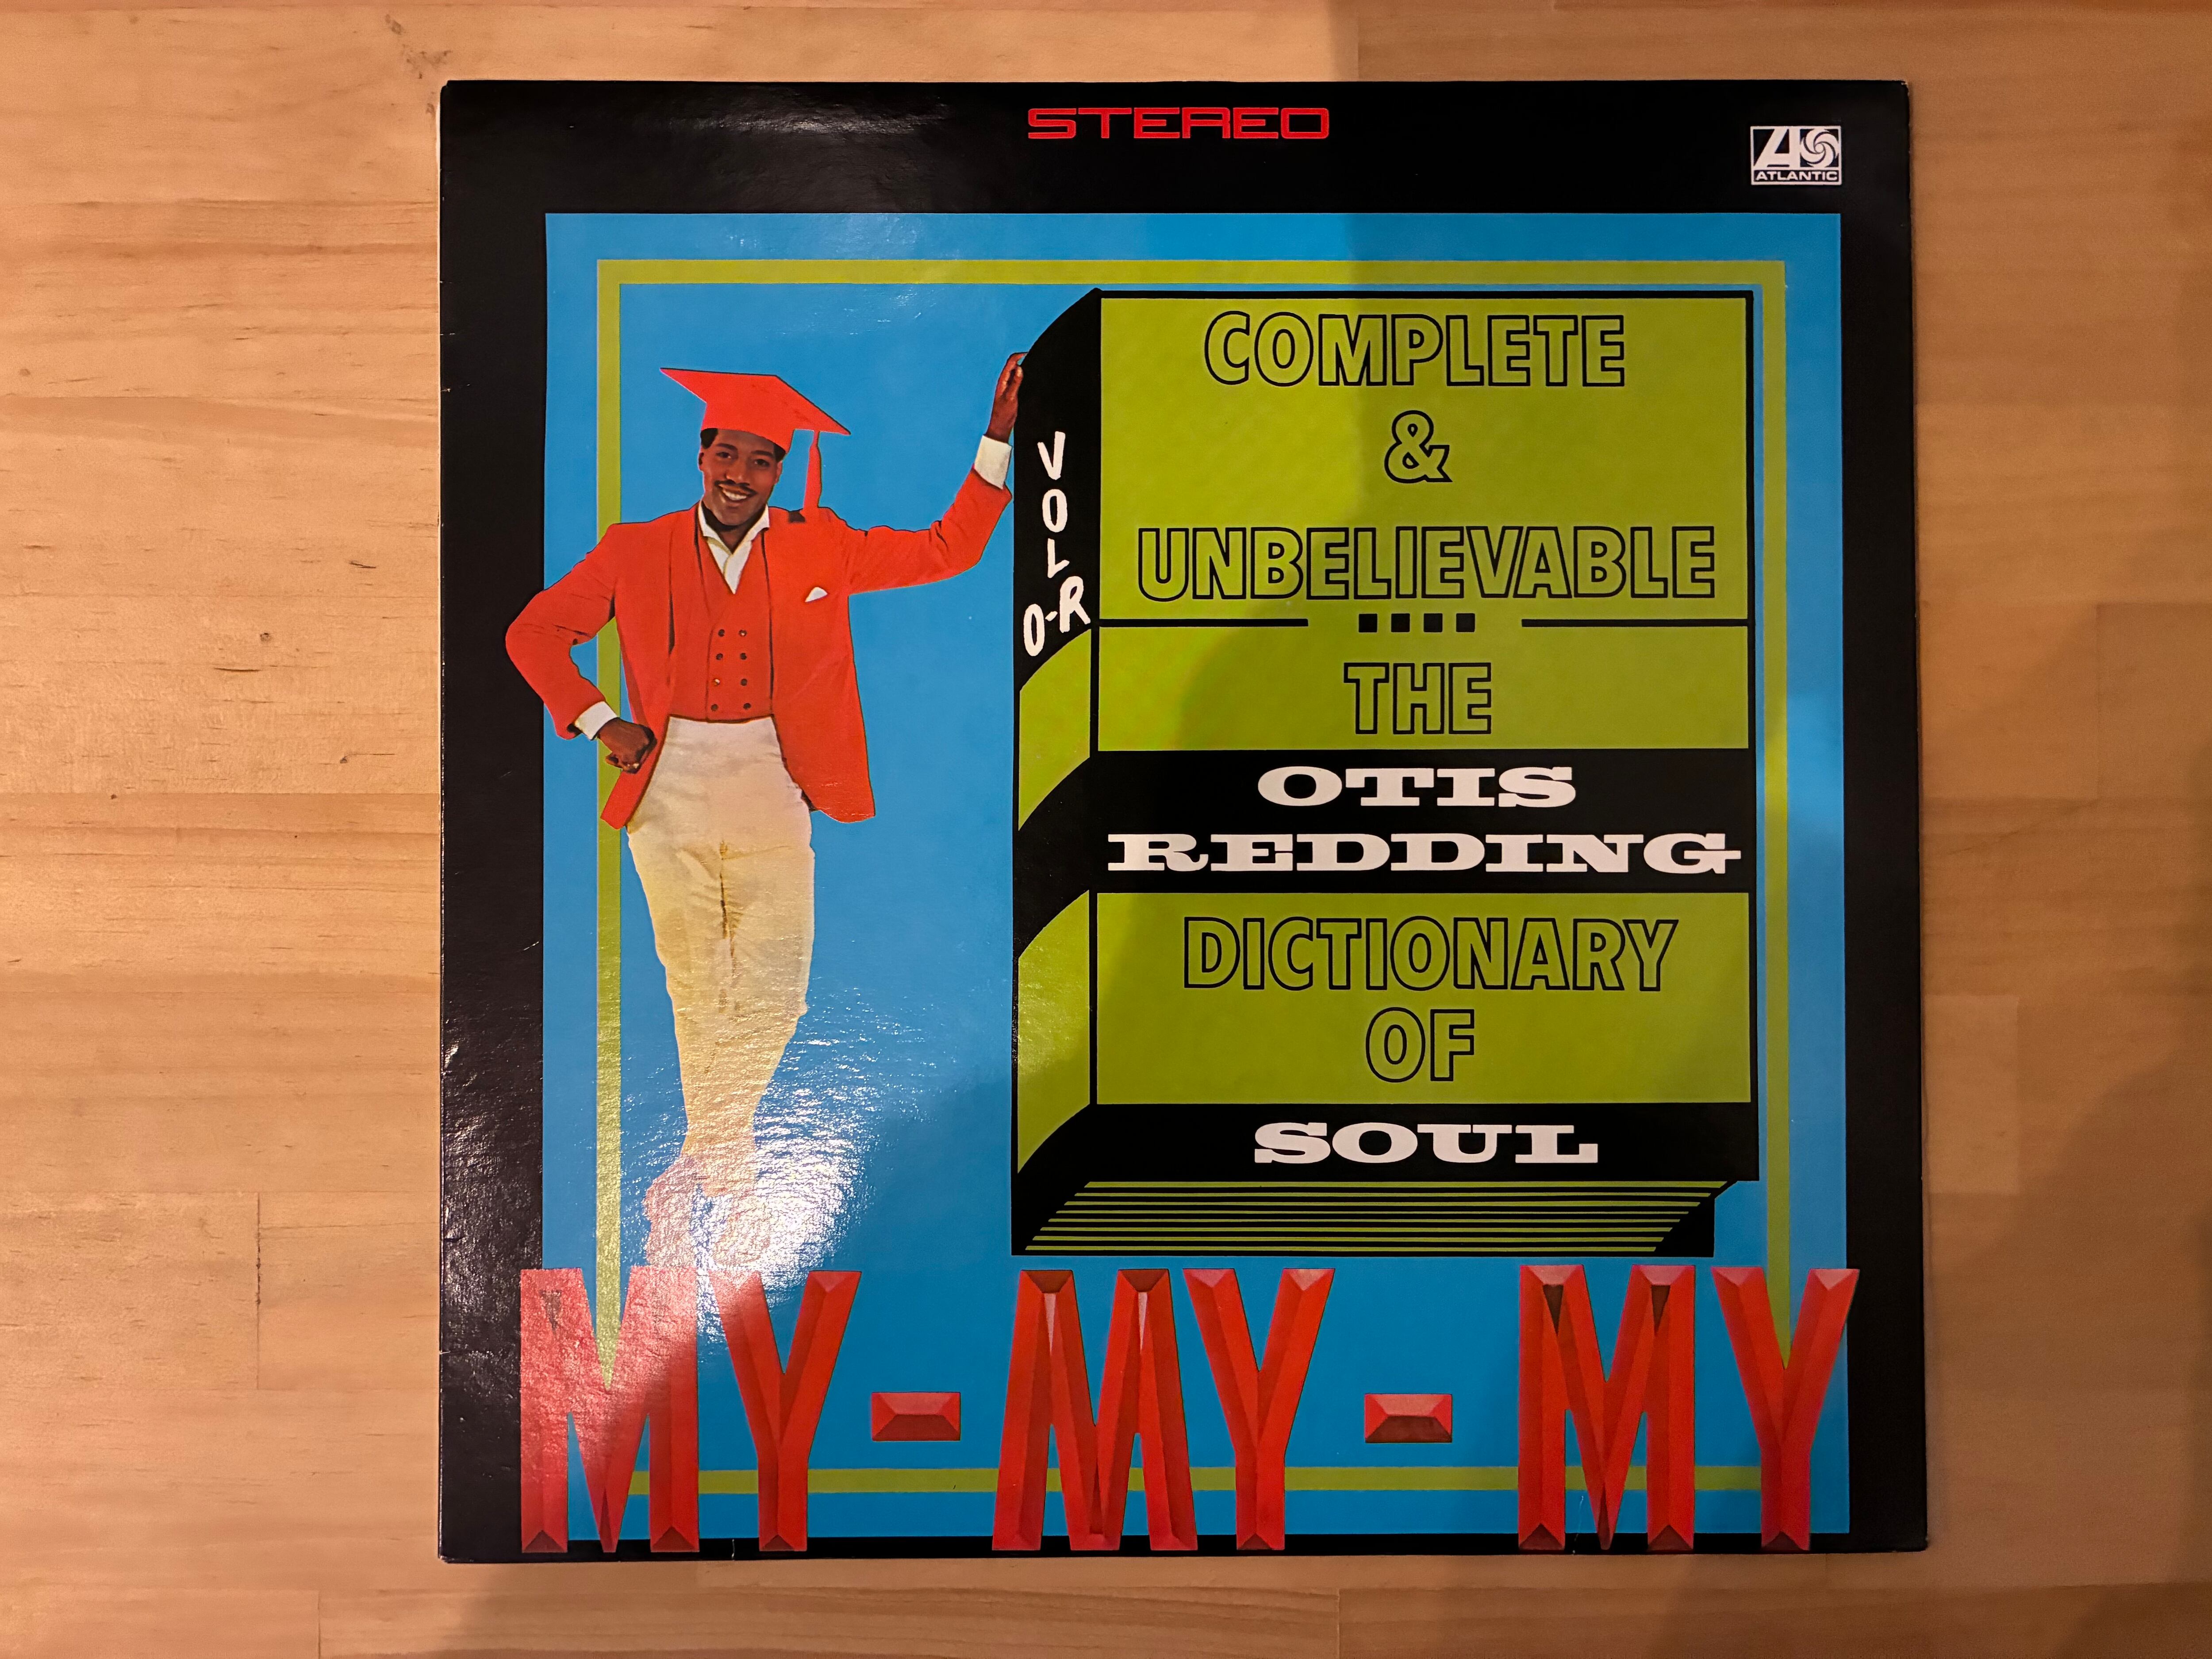 STEREO
ATLANTIC
VOL
O-R
COMPLETE
&
UNBELIEVABLE
....
THE
OTIS
REDDING
DICTIONARY
OF
SOUL
MY-MY-MY